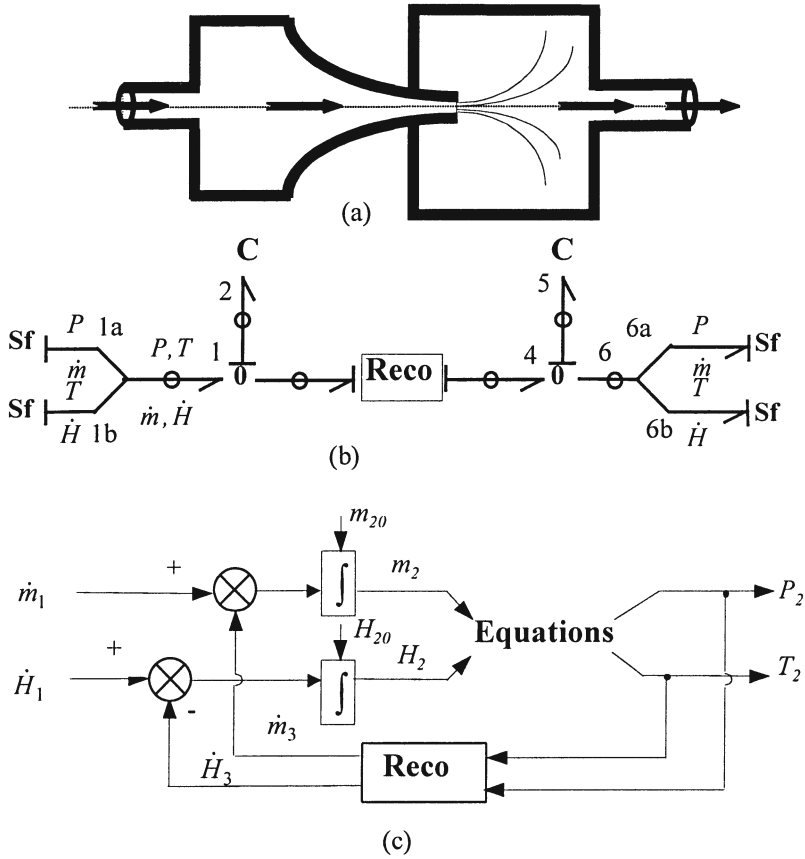 (a)
C C
2 5
Sf P 1a P, T 1 0 Reco 4 0 6 6a P Sf
ṁ ṁ
T T
Sf Ḣ 1b ṁ, Ḣ 6b Ḣ Sf
(b)
m20
ṁ1 + ∫ m2 P2
H20 Equations
Ḣ1 + - ∫ H2 T2
ṁ3
Ḣ3 Reco
(c)